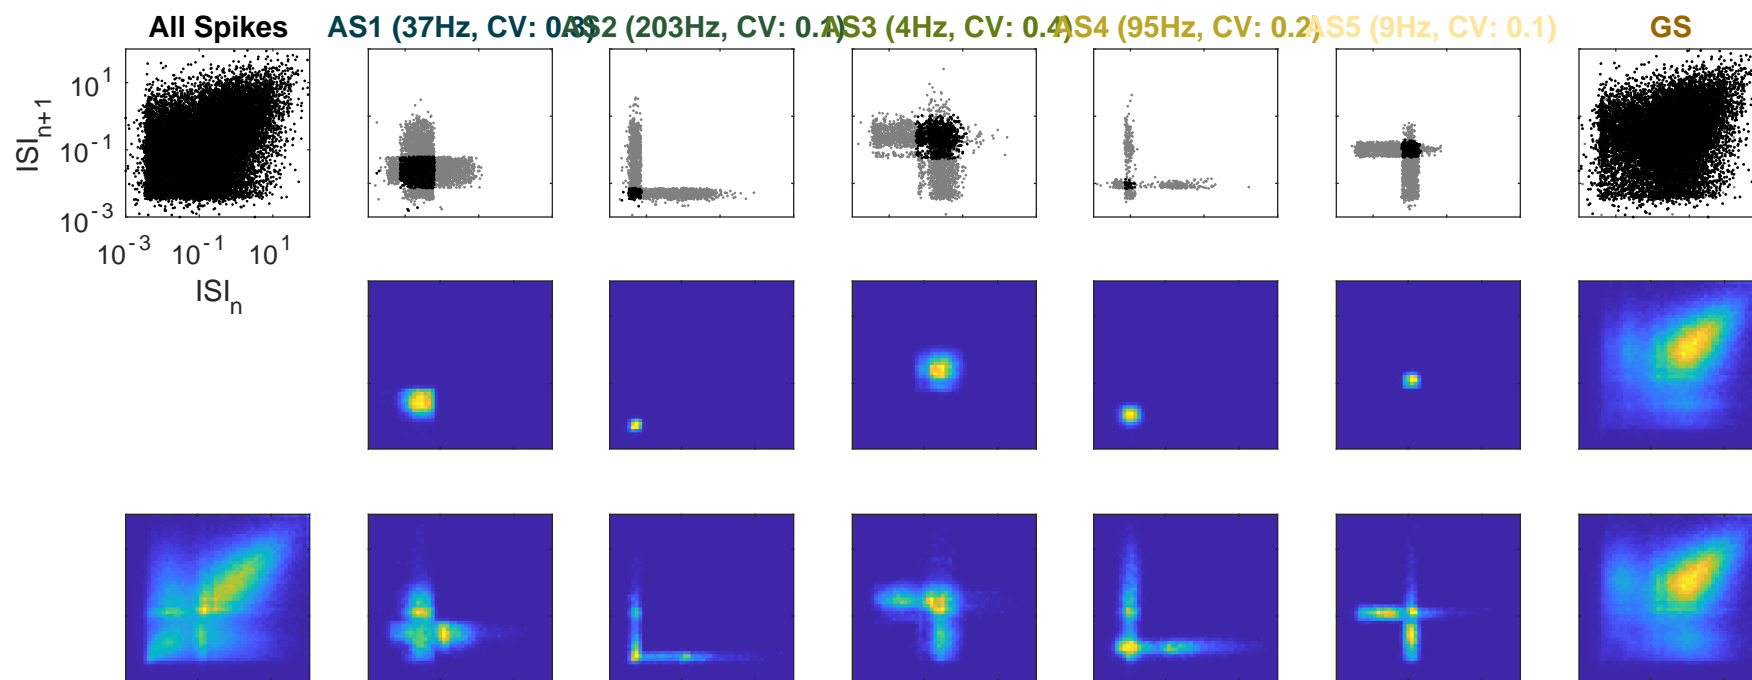 All Spikes
AS1 (37Hz, CV: 0.3)
AS2 (203Hz, CV: 0.1)
AS3 (4Hz, CV: 0.4)
AS4 (95Hz, CV: 0.2)
AS5 (9Hz, CV: 0.1)
GS
ISI_{n+1}
10^1
10^{-1}
10^{-3}
10^{-3} 10^{-1} 10^1
ISI_n